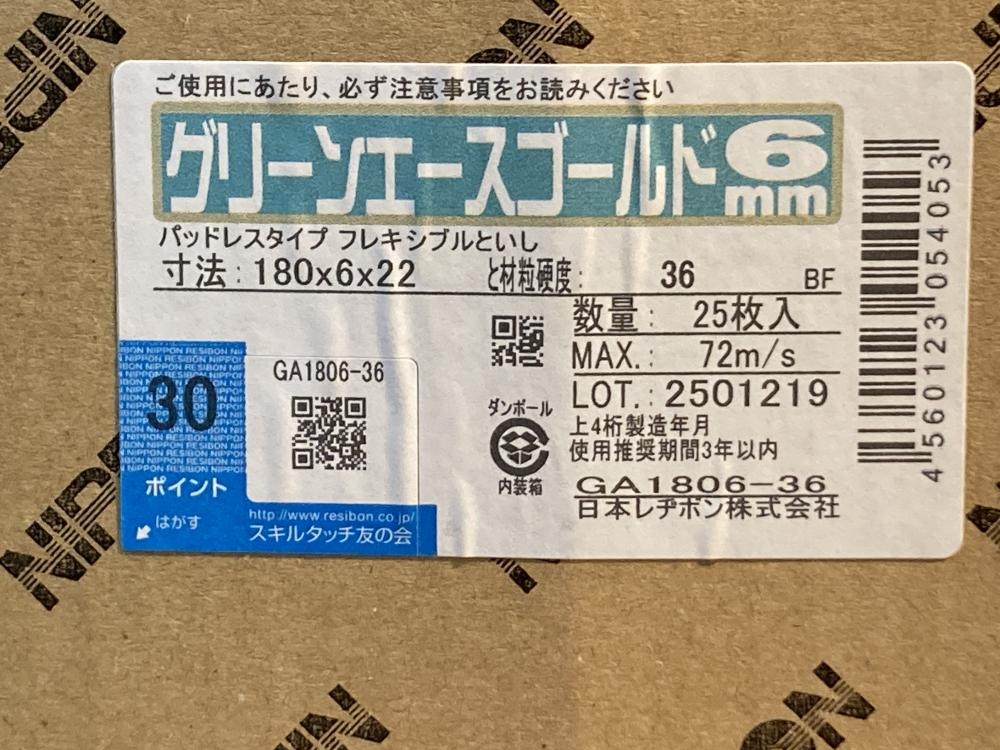 NIPPON
ご使用にあたり、必ず注意事項をお読みください
グリーンエースゴールド6mm
パッドレスタイプ フレキシブルといし
寸法：180x6x22 と材粒硬度： 36 BF
数量： 25枚入
MAX.： 72m/s
LOT.：2501219
上4桁製造年月
使用推奨期間3年以内
GA1806-36
日本レヂボン株式会社
ダンボール
内装箱
4560123054053
NIPPON RESIBON
30
ポイント
はがす
GA1806-36
http://www.resibon.co.jp/
スキルタッチ友の会